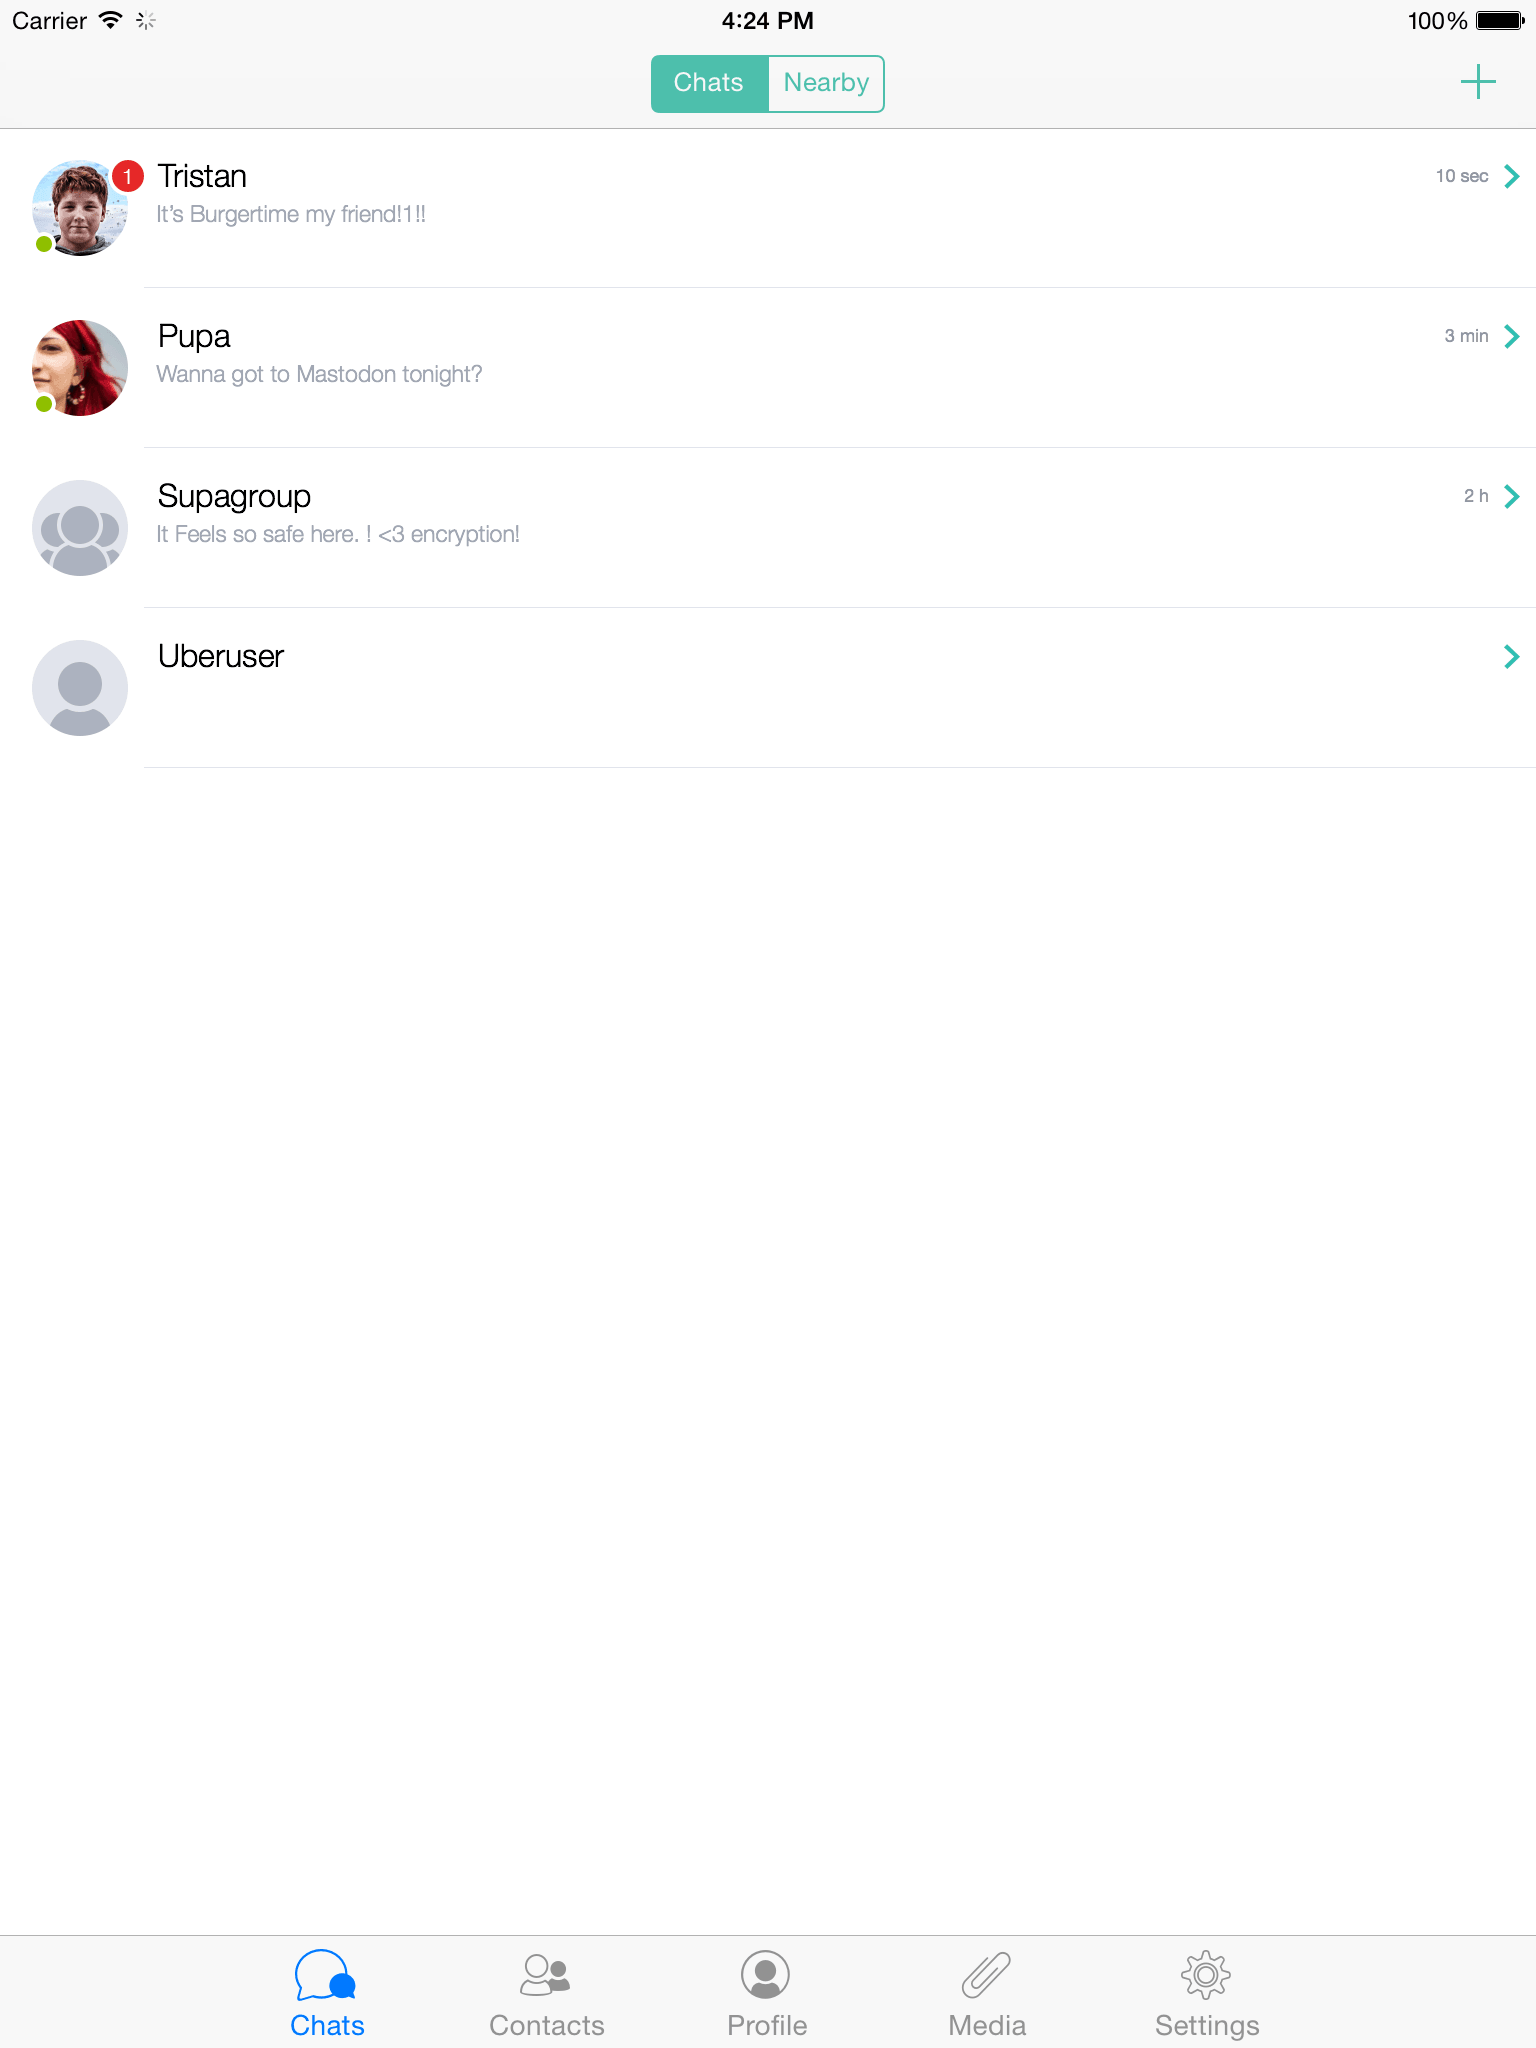 Carrier 4:24 PM 100%
Chats Nearby
1 Tristan 10 sec
It's Burgertime my friend!1!!
Pupa 3 min
Wanna got to Mastodon tonight?
Supagroup 2 h
It Feels so safe here. ! <3 encryption!
Uberuser
Chats Contacts Profile Media Settings